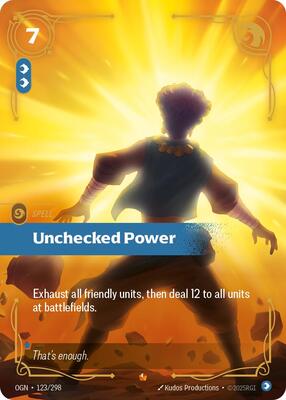 7
SPELL
Unchecked Power
Exhaust all friendly units, then deal 12 to all units
at battlefields.
That's enough.
OGN • 123/298
Kudos Productions • ©2025RGI